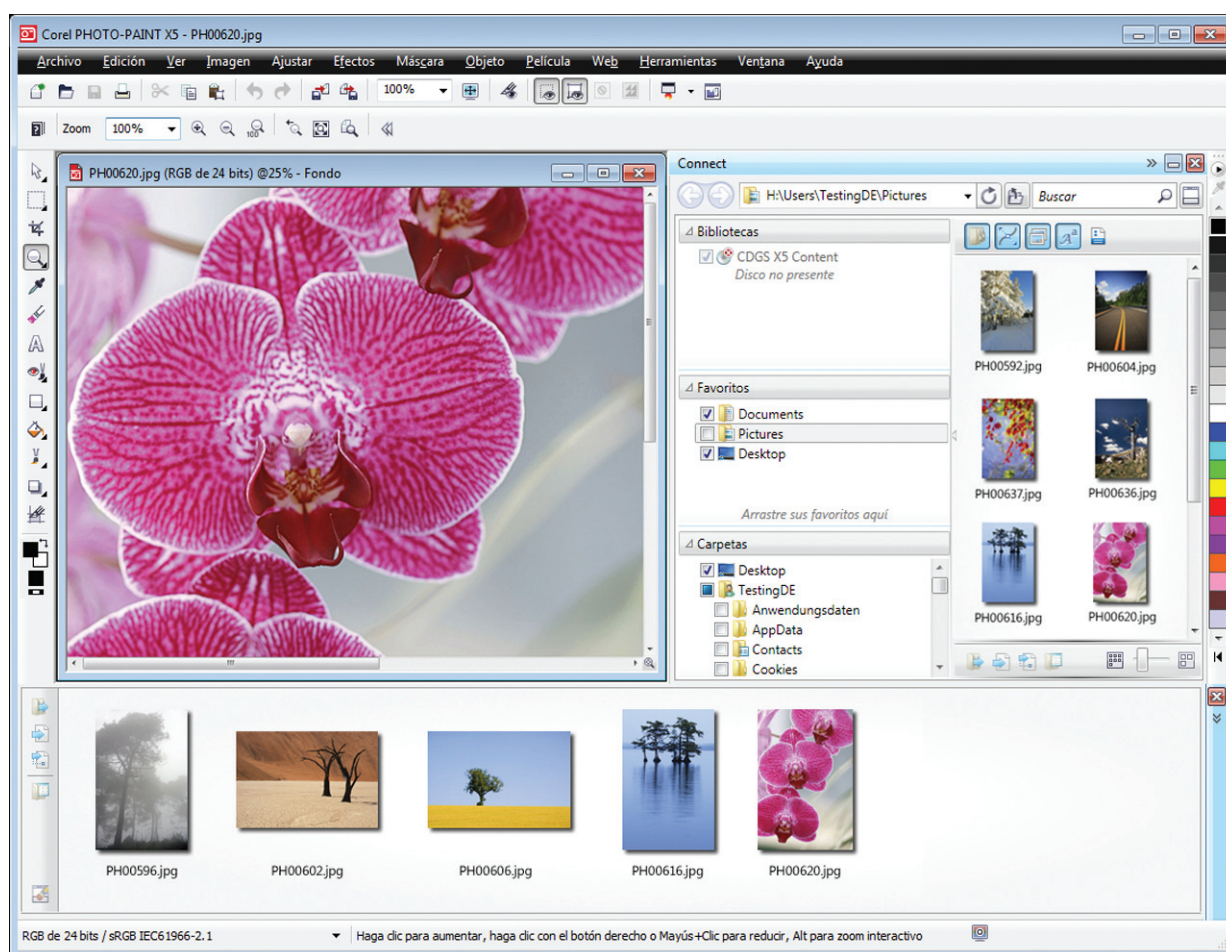 Corel PHOTO-PAINT X5 - PH00620.jpg
Archivo Edición Ver Imagen Ajustar Efectos Máscara Objeto Película Web Herramientas Ventana Ayuda
100%
Zoom 100% 100
PH00620.jpg (RGB de 24 bits) @25% - Fondo
Connect
H:\Users\TestingDE\Pictures
Buscar
Bibliotecas
CDGS X5 Content
Disco no presente
Favoritos
Documents
Pictures
Desktop
Arrastre sus favoritos aquí
Carpetas
Desktop
TestingDE
Anwendungsdaten
AppData
Contacts
Cookies
PH00592.jpg PH00604.jpg
PH00637.jpg PH00636.jpg
PH00616.jpg PH00620.jpg
PH00596.jpg PH00602.jpg PH00606.jpg PH00616.jpg PH00620.jpg
RGB de 24 bits / sRGB IEC61966-2.1
Haga clic para aumentar, haga clic con el botón derecho o Mayús+Clic para reducir, Alt para zoom interactivo